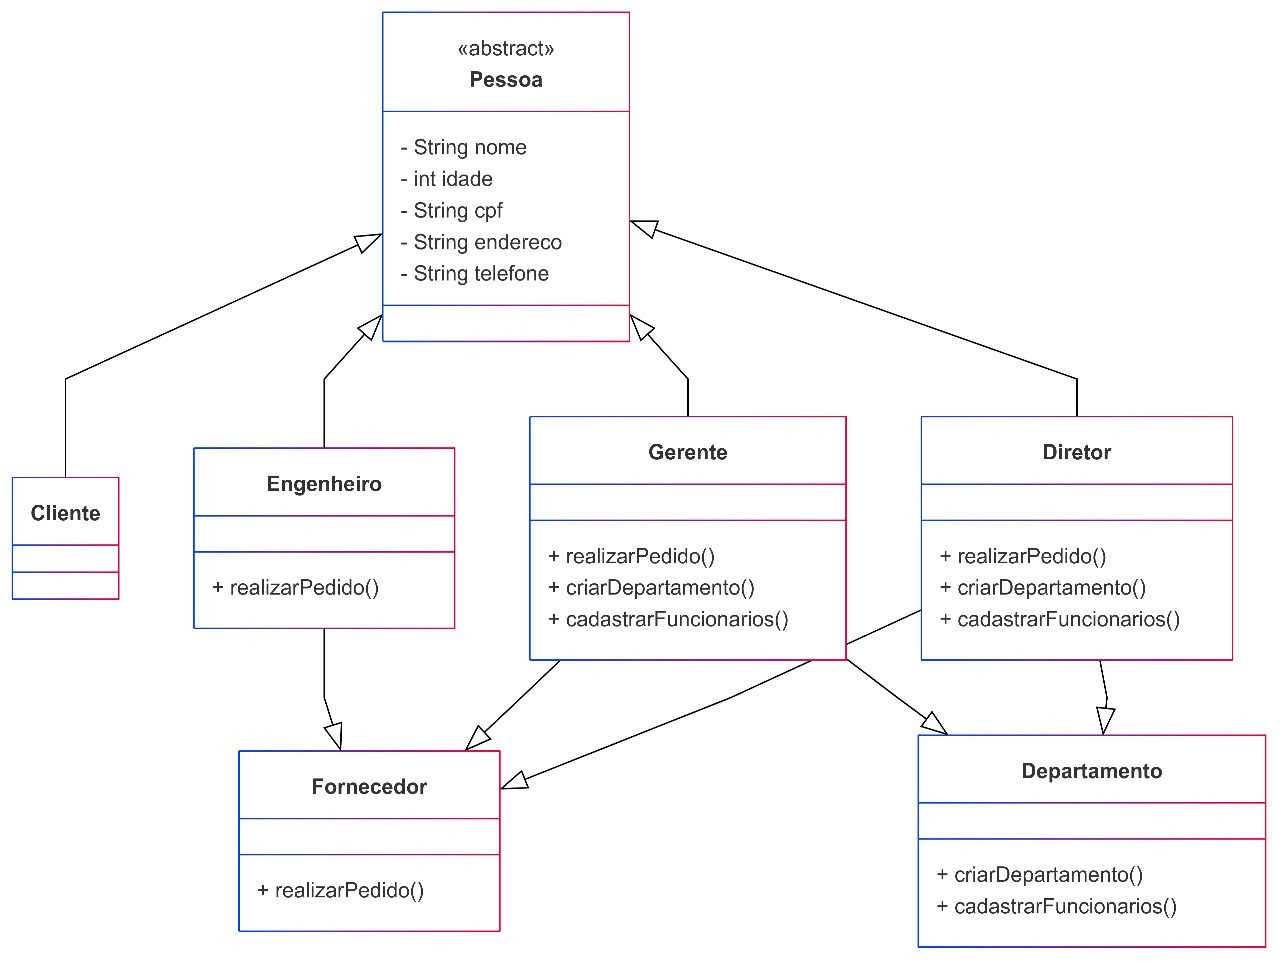 «abstract»
Pessoa
- String nome
- int idade
- String cpf
- String endereco
- String telefone
Cliente
Engenheiro
+ realizarPedido()
Gerente
+ realizarPedido()
+ criarDepartamento()
+ cadastrarFuncionarios()
Diretor
+ realizarPedido()
+ criarDepartamento()
+ cadastrarFuncionarios()
Fornecedor
+ realizarPedido()
Departamento
+ criarDepartamento()
+ cadastrarFuncionarios()